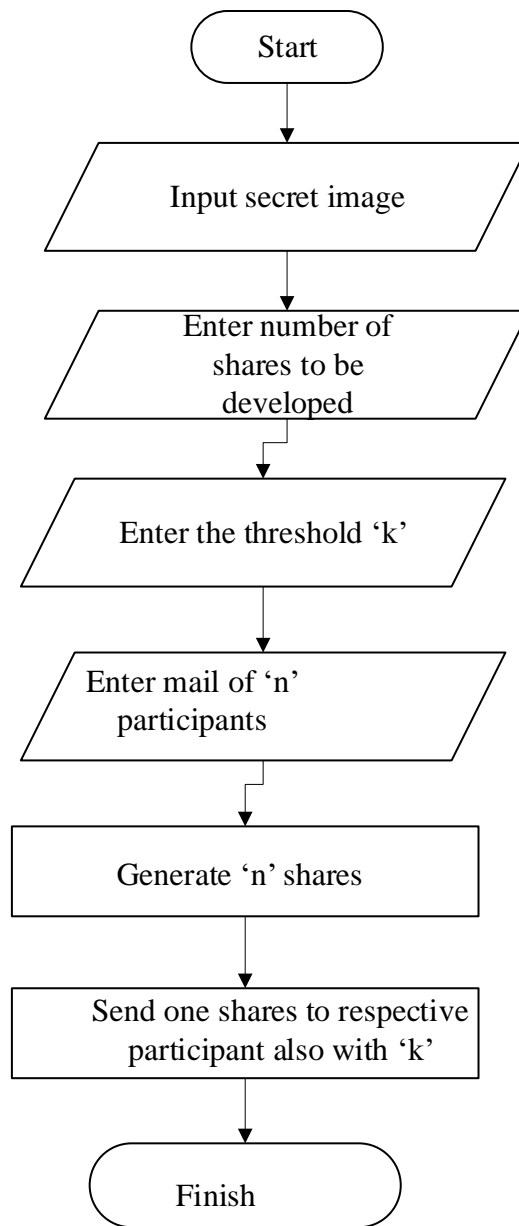 Start
Input secret image
Enter number of
shares to be
developed
Enter the threshold ‘k’
Enter mail of ‘n’
participants
Generate ‘n’ shares
Send one shares to respective
participant also with ‘k’
Finish